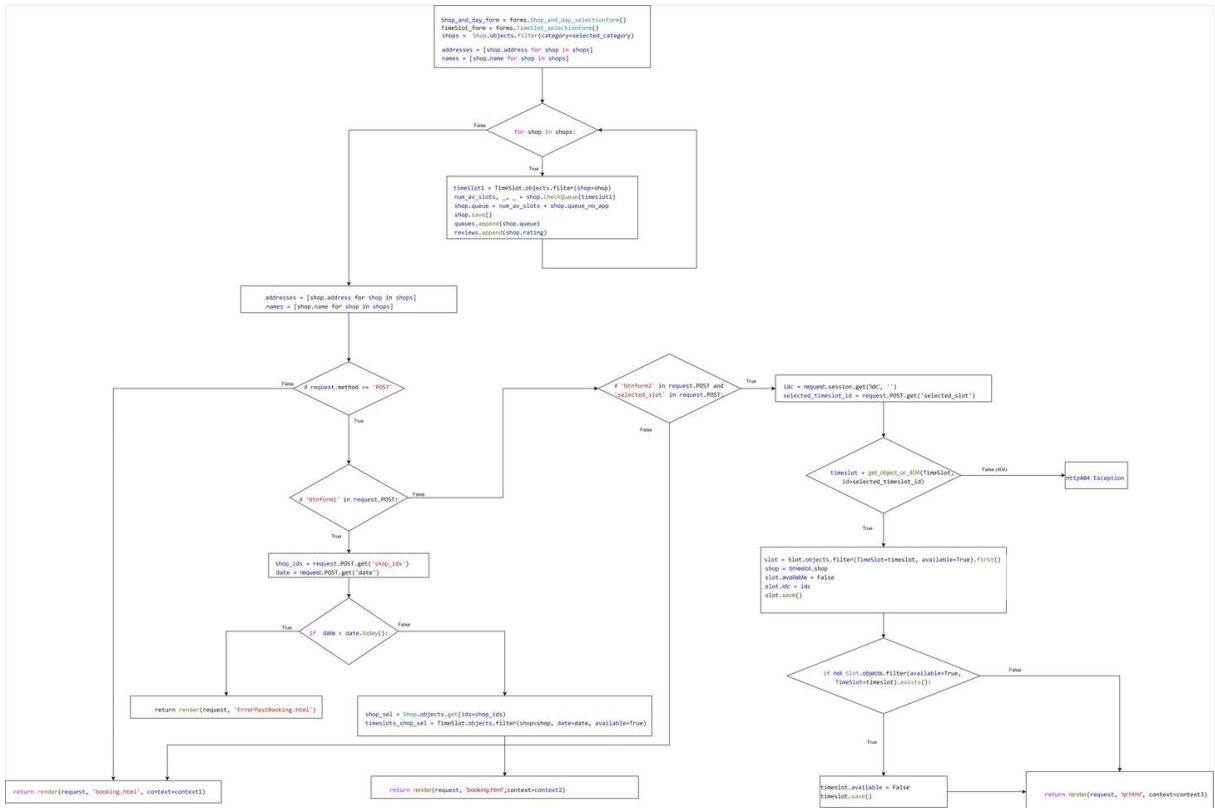 Shop_and_day_form = forms.Shop_and_day_selectionForm()
TimeSlot_form = forms.TimeSlot_selectionForm()
shops = Shop.objects.filter(category=selected_category)
addresses = [shop.address for shop in shops]
names = [shop.name for shop in shops]
for shop in shops:
False
True
timeslot1 = TimeSlot.objects.filter(shop=shop)
num_av_slots, _, _ = shop.checkQueue(timeslot1)
shop.queue = num_av_slots + shop.queue_no_app
shop.save()
queues.append(shop.queue)
reviews.append(shop.rating)
addresses = [shop.address for shop in shops]
names = [shop.name for shop in shops]
if request.method == 'POST'
False
True
if 'btnform1' in request.POST:
False
True
shop_ids = request.POST.get('shop_ids')
date = request.POST.get('date')
if date < date.today():
True
False
return render(request, 'ErrorPastBooking.html')
shop_sel = Shop.objects.get(ids=shop_ids)
timeslots_shop_sel = TimeSlot.objects.filter(shop=shop, date=date, available=True)
return render(request, 'booking.html', context=context1)
return render(request, 'booking.html',context=context2)
if 'btnform2' in request.POST and
'selected_slot' in request.POST:
True
False
idc = request.session.get('idc', '')
selected_timeslot_id = request.POST.get('selected_slot')
timeslot = get_object_or_404(TimeSlot,
id=selected_timeslot_id)
False (404)
Http404 Exception
True
slot = Slot.objects.filter(TimeSlot=timeslot, available=True).first()
shop = timeslot.shop
slot.available = False
slot.idc = idc
slot.save()
if not Slot.objects.filter(available=True,
TimeSlot=timeslot).exists():
False
True
timeslot.available = False
timeslot.save()
return render(request, 'qr.html', context=context3)